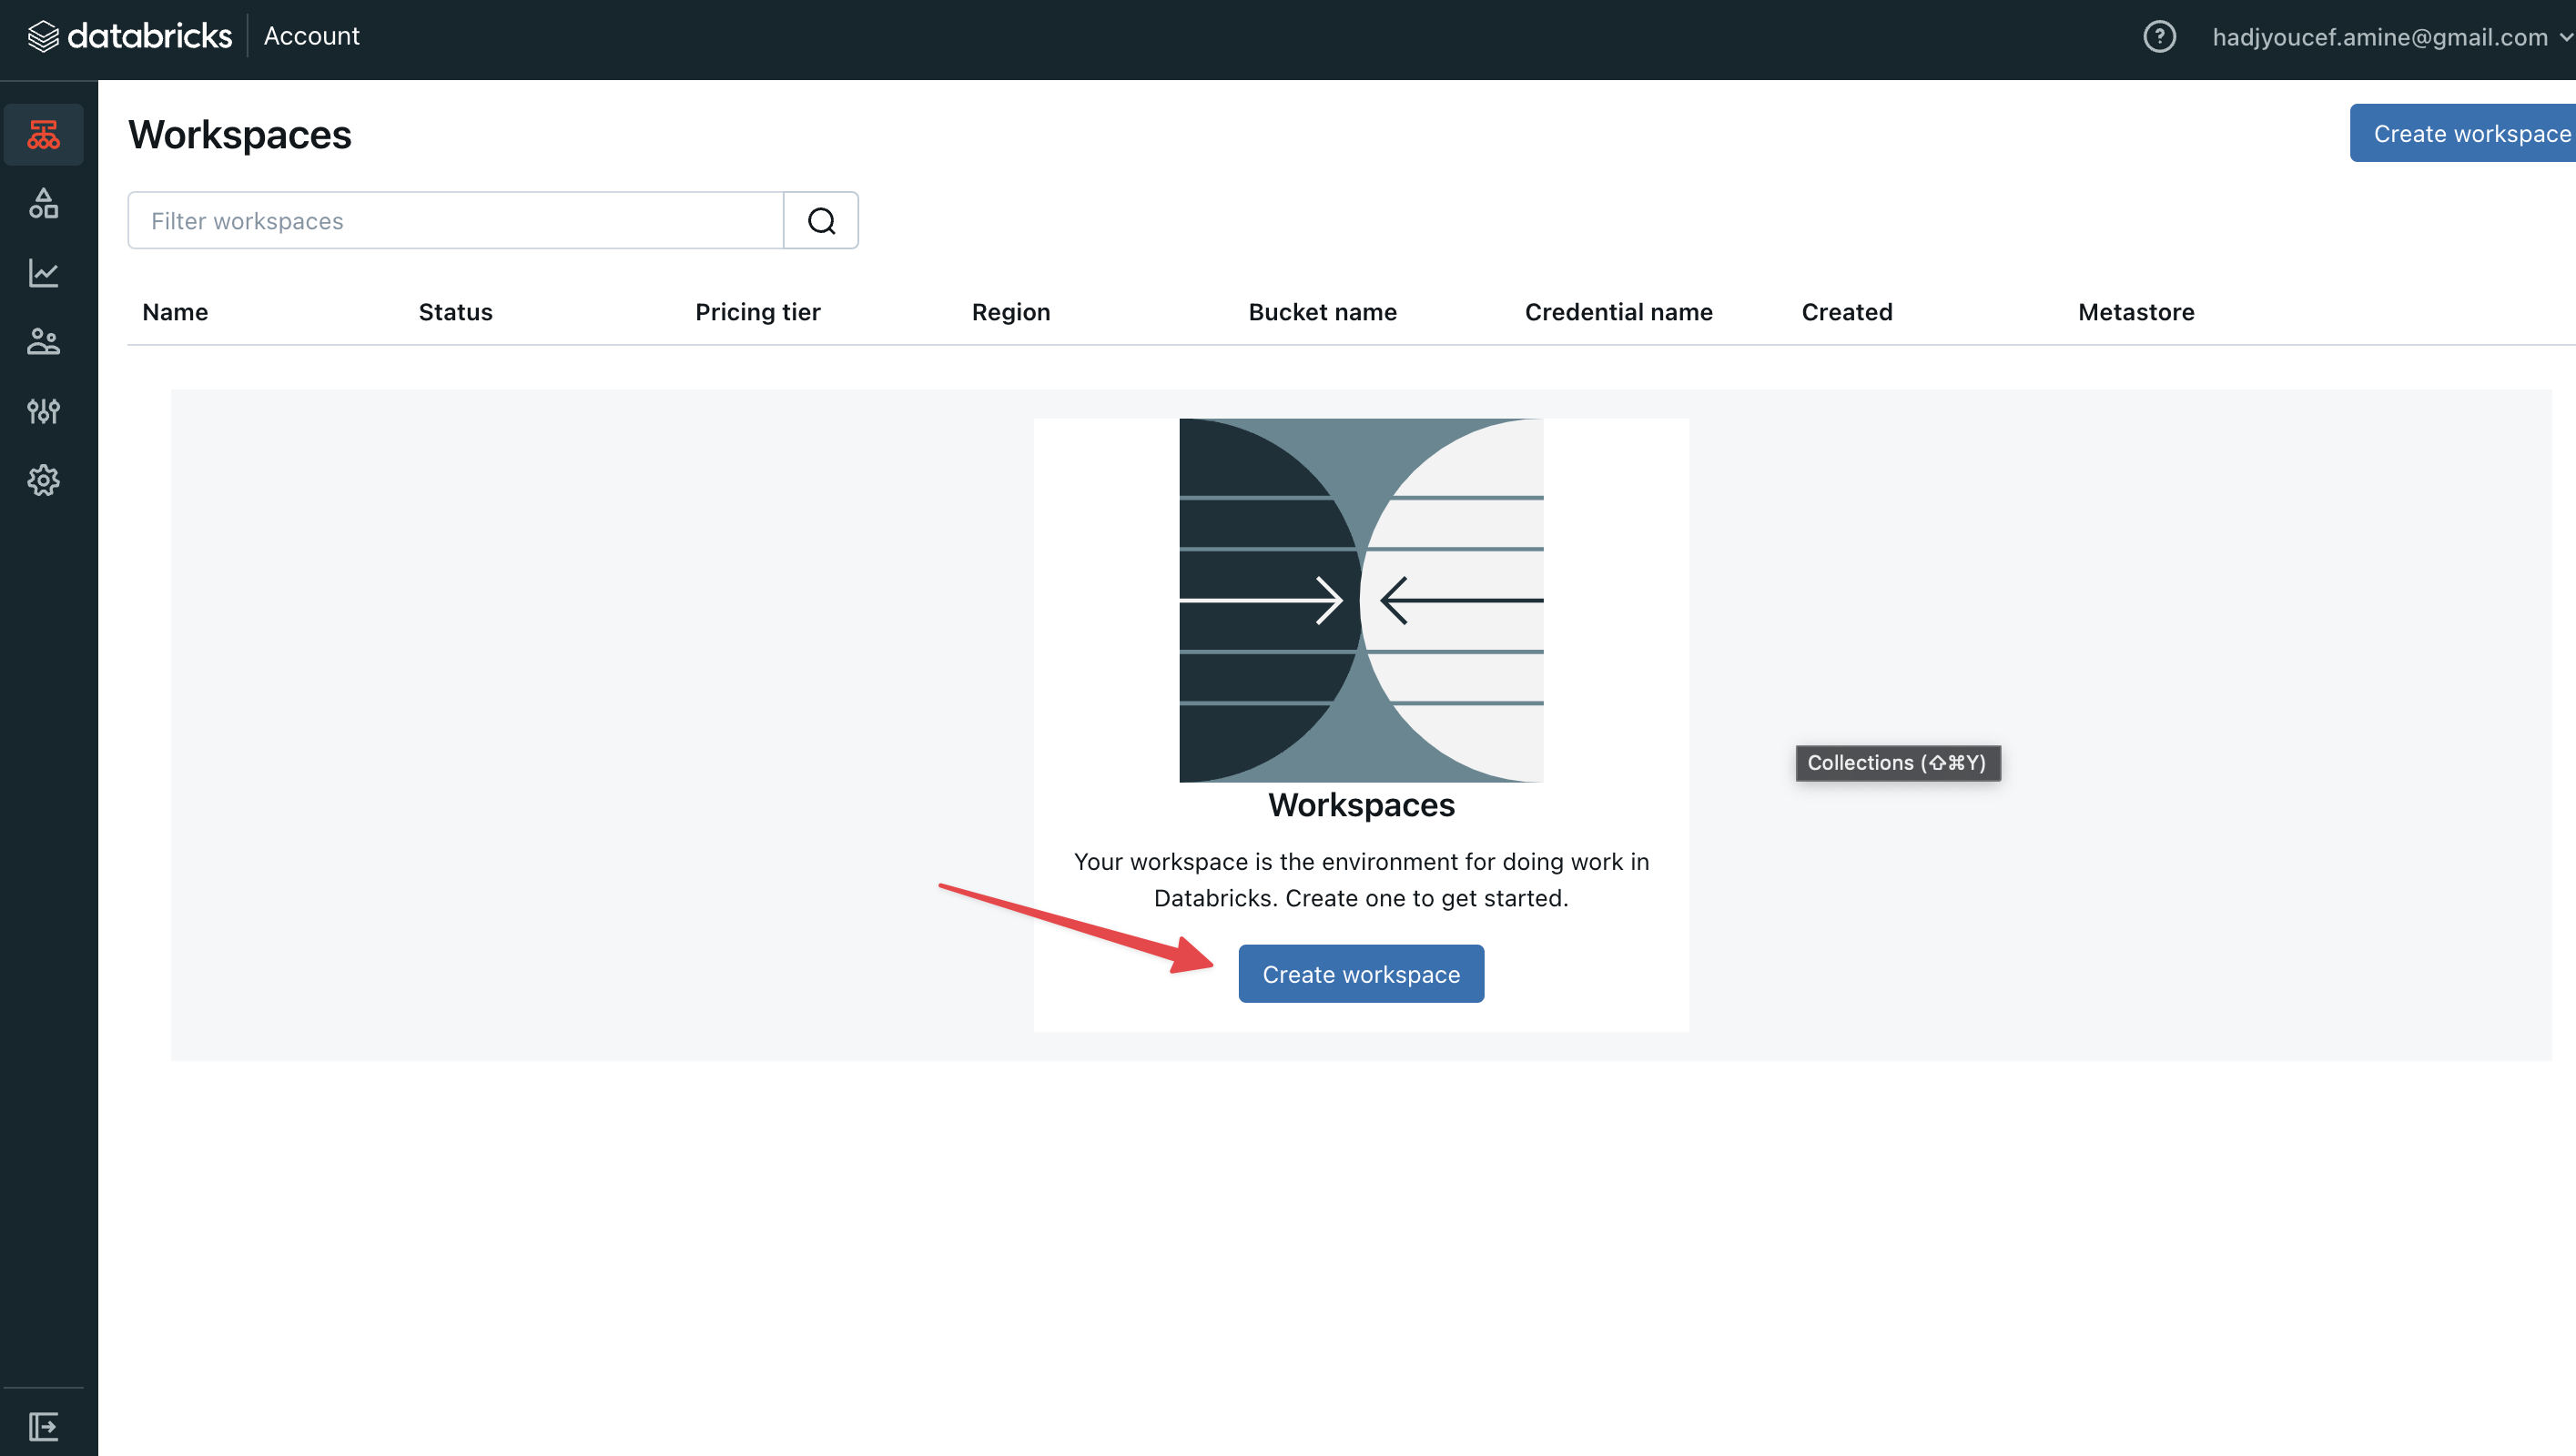 databricks Account
? hadjyoucef.amine@gmail.com
Workspaces
Create workspace
Filter workspaces
Name Status Pricing tier Region Bucket name Credential name Created Metastore
Collections (⇧⌘Y)
Workspaces
Your workspace is the environment for doing work in
Databricks. Create one to get started.
Create workspace